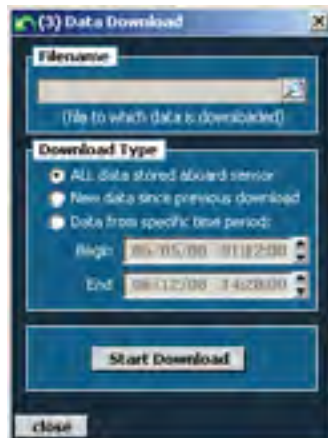 (3) Data Download
Filename
(file to which data is downloaded)
Download Type
ALL data stored aboard sensor
New data since previous download
Data from specific time period:
Begin
End
Start Download
close